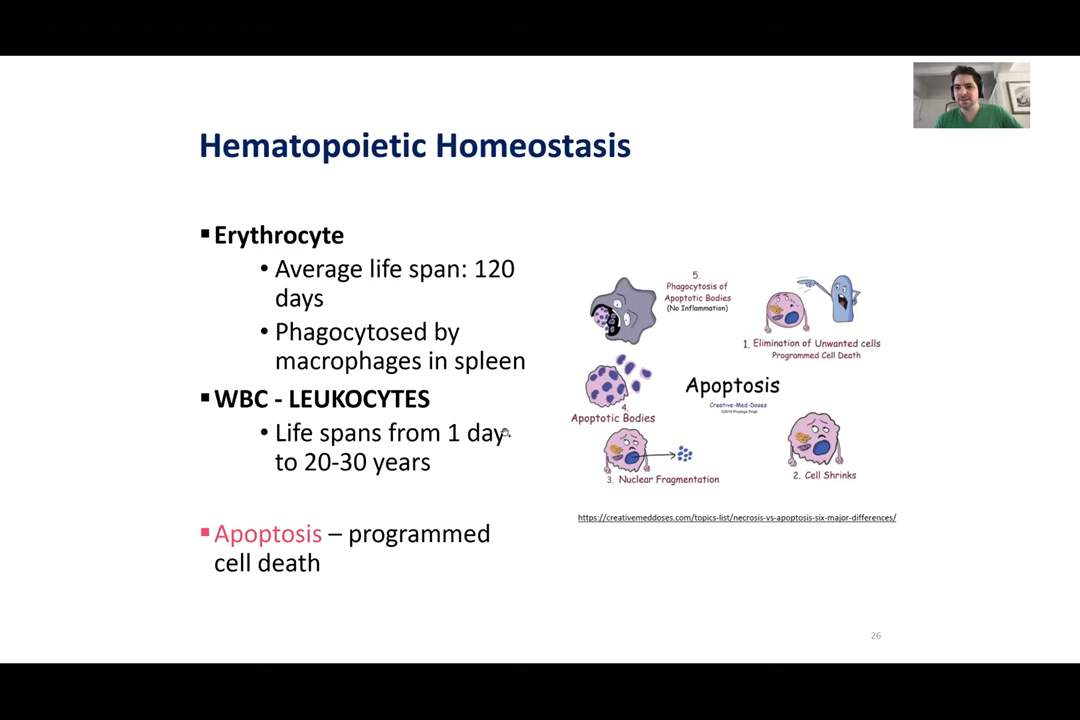 Hematopoietic Homeostasis
▪Erythrocyte
• Average life span: 120
days
• Phagocytosed by
macrophages in spleen
▪WBC - LEUKOCYTES
• Life spans from 1 day
to 20-30 years
▪Apoptosis – programmed
cell death
5.
Phagocytosis of
Apoptotic Bodies
(No Inflammation)
1. Elimination of Unwanted cells
Programmed Cell Death
Apoptosis
Creative-Med-Doses
4.
Apoptotic Bodies
3. Nuclear Fragmentation
2. Cell Shrinks
https://creativemeddoses.com/topics-list/necrosis-vs-apoptosis-six-major-differences/
26